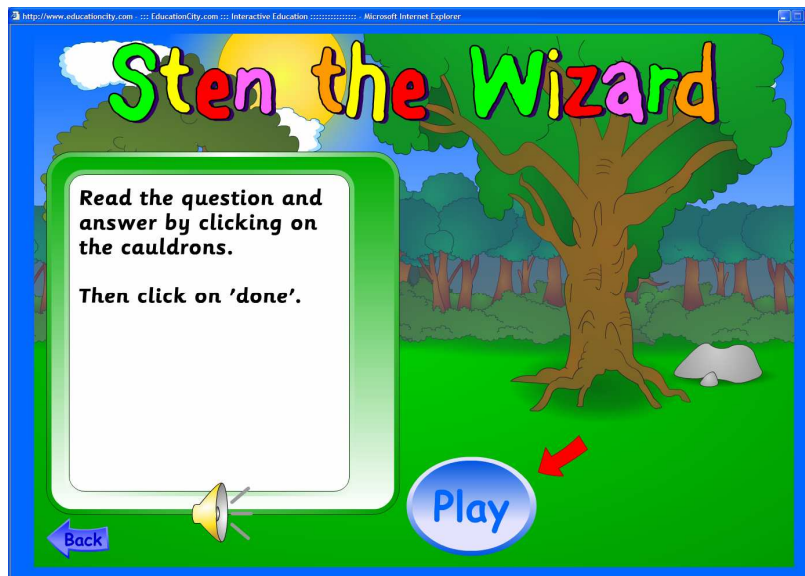 http://www.educationcity.com - ::: EducationCity.com ::: Interactive Education :::::::::::::::: - Microsoft Internet Explorer
Sten the Wizard
Read the question and
answer by clicking on
the cauldrons.
Then click on 'done'.
Play
Back